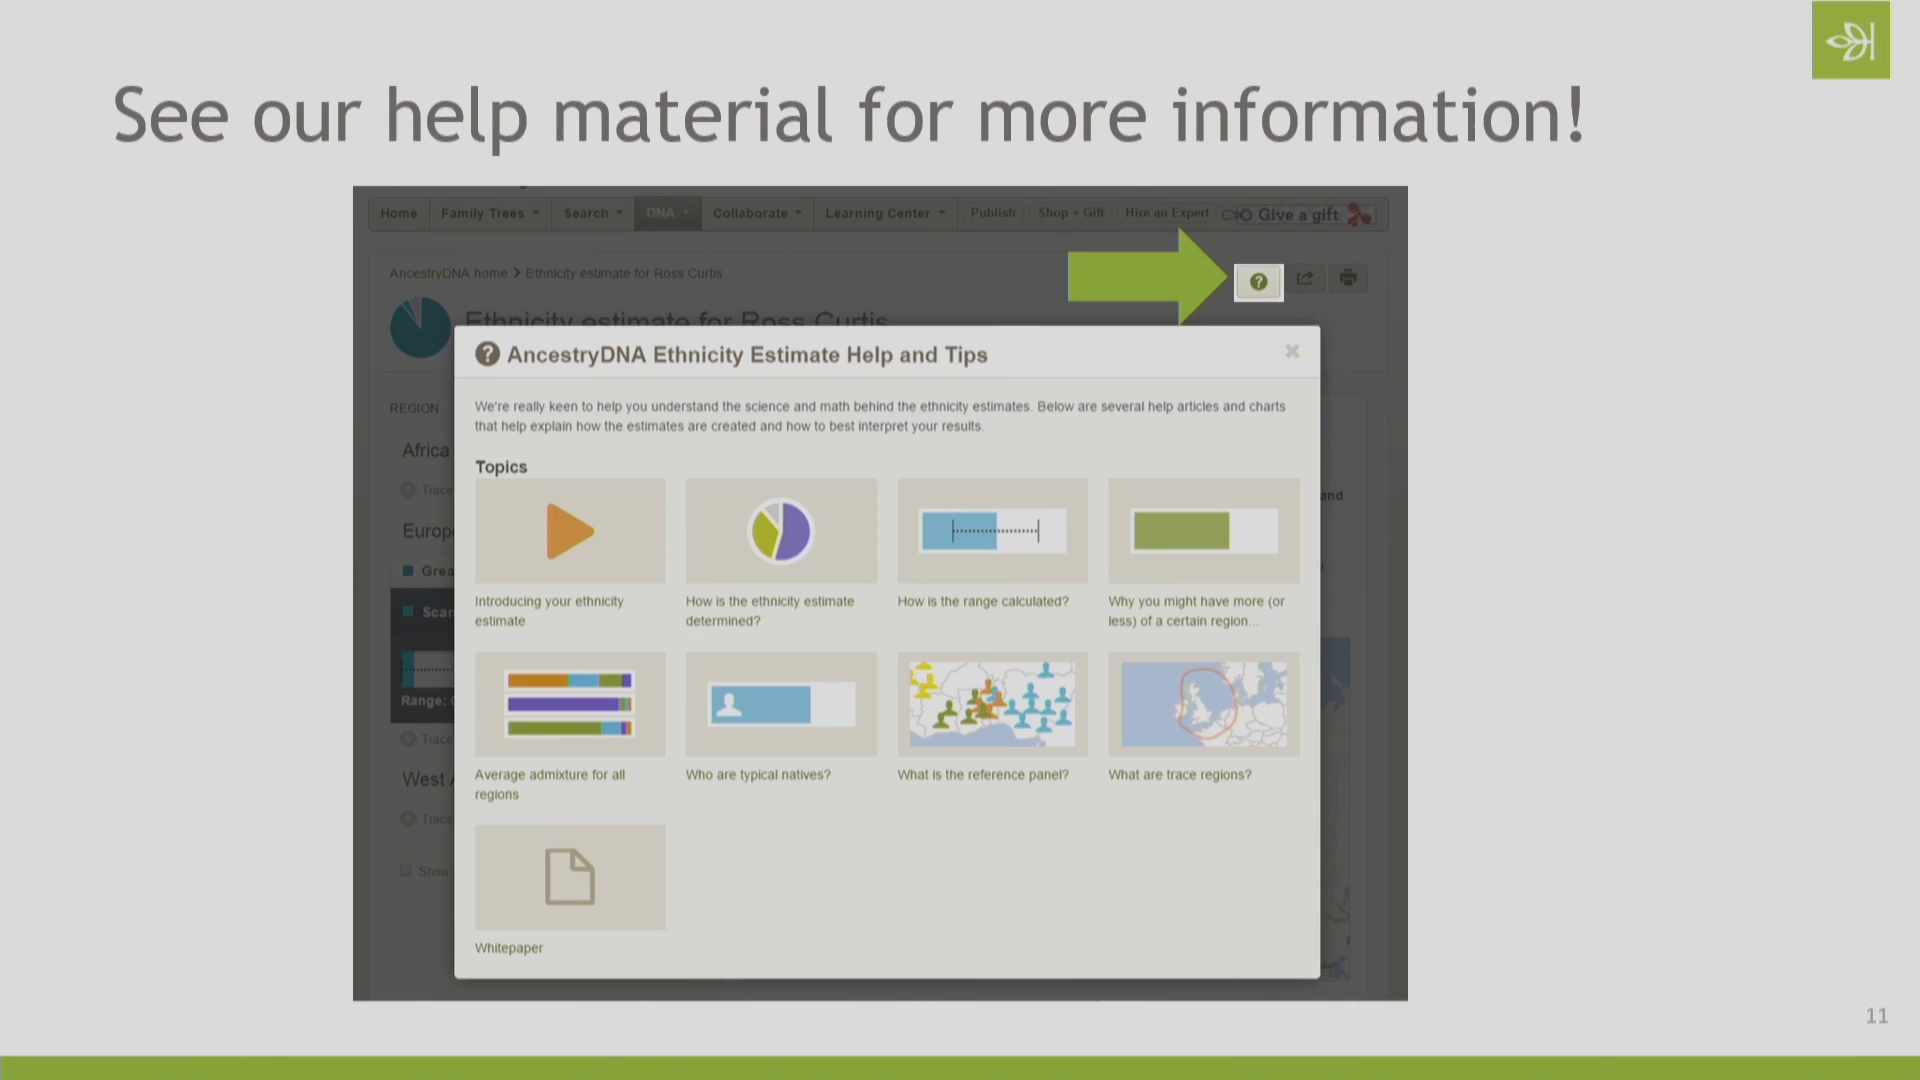 See our help material for more information!
Home Family Trees Search DNA Collaborate Learning Center Publish Shop + Gift Hire an Expert Give a gift
AncestryDNA home > Ethnicity estimate for Ross Curtis
?
Ethnicity estimate for Ross Curtis
? AncestryDNA Ethnicity Estimate Help and Tips
We're really keen to help you understand the science and math behind the ethnicity estimates. Below are several help articles and charts
that help explain how the estimates are created and how to best interpret your results.
Topics
Introducing your ethnicity
estimate
How is the ethnicity estimate
determined?
How is the range calculated?
Why you might have more (or
less) of a certain region...
Average admixture for all
regions
Who are typical natives?
What is the reference panel?
What are trace regions?
Whitepaper
REGION
Africa
Trace
Europ
Grea
Scan
Range:
Trace
West
Trace
Show
and
11